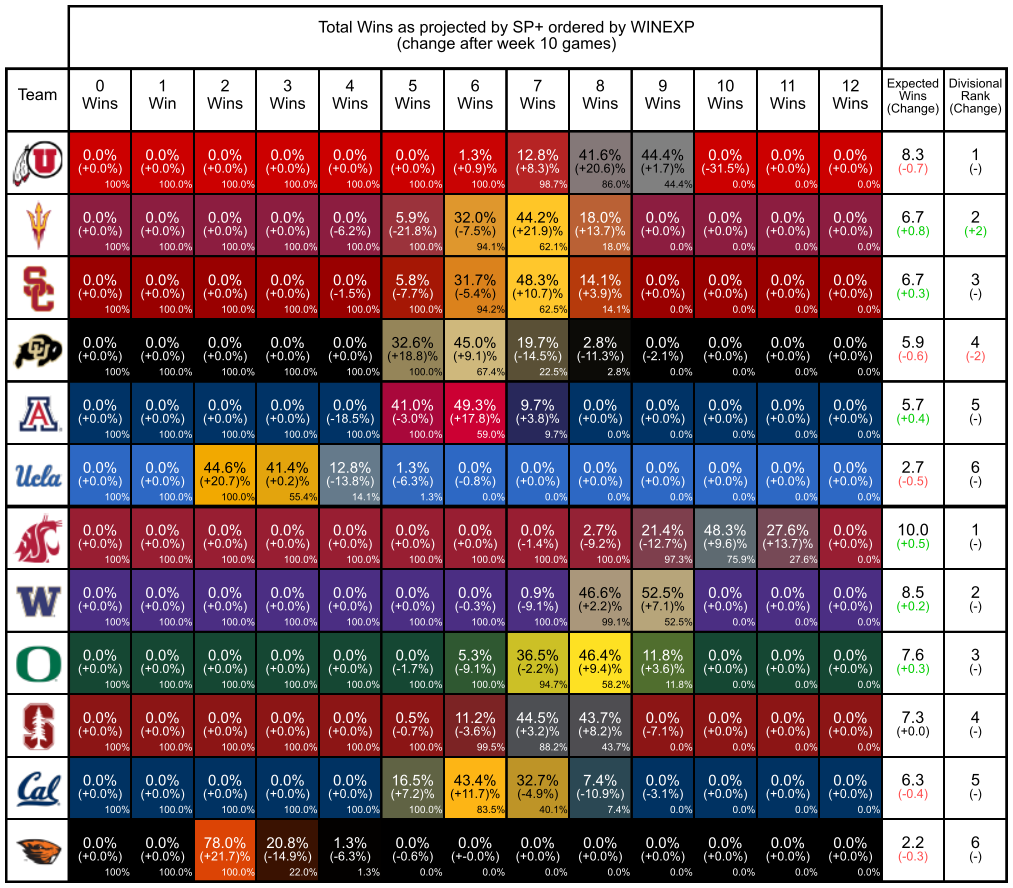 Total Wins as projected by SP+ ordered by WINEXP
(change after week 10 games)
Team 0 Wins 1 Win 2 Wins 3 Wins 4 Wins 5 Wins 6 Wins 7 Wins 8 Wins 9 Wins 10 Wins 11 Wins 12 Wins Expected Wins (Change) Divisional Rank (Change)
U 0.0% 0.0% 0.0% 0.0% 0.0% 0.0% 1.3% 12.8% 41.6% 44.4% 0.0% 0.0% 0.0% 8.3 1
(+0.0%) (+0.0%) (+0.0%) (+0.0%) (+0.0%) (+0.0%) (+0.9)% (+8.3)% (+20.6)% (+1.7)% (-31.5%) (+0.0%) (+0.0%) (-0.7) (-)
100% 100.0% 100.0% 100.0% 100.0% 100.0% 100.0% 98.7% 86.0% 44.4% 0.0% 0.0% 0.0%
0.0% 0.0% 0.0% 0.0% 0.0% 5.9% 32.0% 44.2% 18.0% 0.0% 0.0% 0.0% 0.0% 6.7 2
(+0.0%) (+0.0%) (+0.0%) (+0.0%) (-6.2%) (-21.8%) (-7.5%) (+21.9)% (+13.7)% (+0.0%) (+0.0%) (+0.0%) (+0.0%) (+0.8) (+2)
100% 100.0% 100.0% 100.0% 100.0% 100.0% 94.1% 62.1% 18.0% 0.0% 0.0% 0.0% 0.0%
SC 0.0% 0.0% 0.0% 0.0% 0.0% 5.8% 31.7% 48.3% 14.1% 0.0% 0.0% 0.0% 0.0% 6.7 3
(+0.0%) (+0.0%) (+0.0%) (+0.0%) (-1.5%) (-7.7%) (-5.4%) (+10.7)% (+3.9)% (+0.0%) (+0.0%) (+0.0%) (+0.0%) (+0.3) (-)
100% 100.0% 100.0% 100.0% 100.0% 100.0% 94.2% 62.5% 14.1% 0.0% 0.0% 0.0% 0.0%
CU 0.0% 0.0% 0.0% 0.0% 0.0% 32.6% 45.0% 19.7% 2.8% 0.0% 0.0% 0.0% 0.0% 5.9 4
(+0.0%) (+0.0%) (+0.0%) (+0.0%) (+0.0%) (+18.8)% (+9.1)% (-14.5%) (-11.3%) (-2.1%) (+0.0%) (+0.0%) (+0.0%) (-0.6) (-2)
100% 100.0% 100.0% 100.0% 100.0% 100.0% 67.4% 22.5% 2.8% 0.0% 0.0% 0.0% 0.0%
A 0.0% 0.0% 0.0% 0.0% 0.0% 41.0% 49.3% 9.7% 0.0% 0.0% 0.0% 0.0% 0.0% 5.7 5
(+0.0%) (+0.0%) (+0.0%) (+0.0%) (-18.5%) (-3.0%) (+17.8)% (+3.8)% (+0.0%) (+0.0%) (+0.0%) (+0.0%) (+0.0%) (+0.4) (-)
100% 100.0% 100.0% 100.0% 100.0% 100.0% 59.0% 9.7% 0.0% 0.0% 0.0% 0.0% 0.0%
Ucla 0.0% 0.0% 44.6% 41.4% 12.8% 1.3% 0.0% 0.0% 0.0% 0.0% 0.0% 0.0% 0.0% 2.7 6
(+0.0%) (+0.0%) (+20.7)% (+0.2)% (-13.8%) (-6.3%) (-0.8%) (+0.0%) (+0.0%) (+0.0%) (+0.0%) (+0.0%) (+0.0%) (-0.5) (-)
100% 100.0% 100.0% 55.4% 14.1% 1.3% 0.0% 0.0% 0.0% 0.0% 0.0% 0.0% 0.0%
0.0% 0.0% 0.0% 0.0% 0.0% 0.0% 0.0% 0.0% 2.7% 21.4% 48.3% 27.6% 0.0% 10.0 1
(+0.0%) (+0.0%) (+0.0%) (+0.0%) (+0.0%) (+0.0%) (+0.0%) (-1.4%) (-9.2%) (-12.7%) (+9.6)% (+13.7)% (+0.0%) (+0.5) (-)
100% 100.0% 100.0% 100.0% 100.0% 100.0% 100.0% 100.0% 100.0% 97.3% 75.9% 27.6% 0.0%
W 0.0% 0.0% 0.0% 0.0% 0.0% 0.0% 0.0% 0.9% 46.6% 52.5% 0.0% 0.0% 0.0% 8.5 2
(+0.0%) (+0.0%) (+0.0%) (+0.0%) (+0.0%) (+0.0%) (-0.3%) (-9.1%) (+2.2)% (+7.1)% (+0.0%) (+0.0%) (+0.0%) (+0.2) (-)
100% 100.0% 100.0% 100.0% 100.0% 100.0% 100.0% 100.0% 99.1% 52.5% 0.0% 0.0% 0.0%
O 0.0% 0.0% 0.0% 0.0% 0.0% 0.0% 5.3% 36.5% 46.4% 11.8% 0.0% 0.0% 0.0% 7.6 3
(+0.0%) (+0.0%) (+0.0%) (+0.0%) (+0.0%) (-1.7%) (-9.1%) (-2.2%) (+9.4)% (+3.6)% (+0.0%) (+0.0%) (+0.0%) (+0.3) (-)
100% 100.0% 100.0% 100.0% 100.0% 100.0% 100.0% 94.7% 58.2% 11.8% 0.0% 0.0% 0.0%
S 0.0% 0.0% 0.0% 0.0% 0.0% 0.5% 11.2% 44.5% 43.7% 0.0% 0.0% 0.0% 0.0% 7.3 4
(+0.0%) (+0.0%) (+0.0%) (+0.0%) (+0.0%) (-0.7%) (-3.6%) (+3.2)% (+8.2)% (-7.1%) (+0.0%) (+0.0%) (+0.0%) (+0.0) (-)
100% 100.0% 100.0% 100.0% 100.0% 100.0% 99.5% 88.2% 43.7% 0.0% 0.0% 0.0% 0.0%
Cal 0.0% 0.0% 0.0% 0.0% 0.0% 16.5% 43.4% 32.7% 7.4% 0.0% 0.0% 0.0% 0.0% 6.3 5
(+0.0%) (+0.0%) (+0.0%) (+0.0%) (+0.0%) (+7.2)% (+11.7)% (-4.9%) (-10.9%) (-3.1%) (+0.0%) (+0.0%) (+0.0%) (-0.4) (-)
100% 100.0% 100.0% 100.0% 100.0% 100.0% 83.5% 40.1% 7.4% 0.0% 0.0% 0.0% 0.0%
0.0% 0.0% 78.0% 20.8% 1.3% 0.0% 0.0% 0.0% 0.0% 0.0% 0.0% 0.0% 0.0% 2.2 6
(+0.0%) (+0.0%) (+21.7)% (-14.9%) (-6.3%) (-0.6%) (+-0.0%) (+0.0%) (+0.0%) (+0.0%) (+0.0%) (+0.0%) (+0.0%) (-0.3) (-)
100% 100.0% 100.0% 22.0% 1.3% 0.0% 0.0% 0.0% 0.0% 0.0% 0.0% 0.0% 0.0%